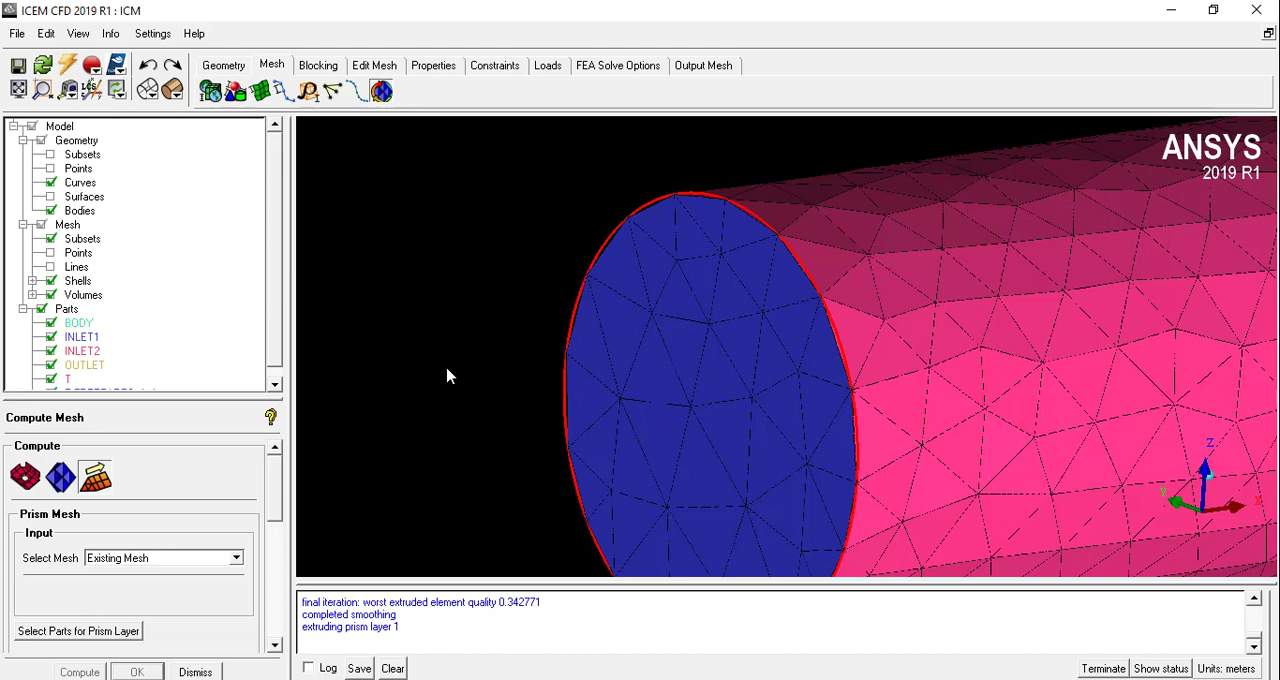 ICEM CFD 2019 R1 : ICM
File Edit View Info Settings Help
Geometry Mesh Blocking Edit Mesh Properties Constraints Loads FEA Solve Options Output Mesh
LCS
Model
Geometry
Subsets
Points
Curves
Surfaces
Bodies
Mesh
Subsets
Points
Lines
Shells
Volumes
Parts
BODY
INLET1
INLET2
OUTLET
T
Compute Mesh
Compute
Prism Mesh
Input
Select Mesh Existing Mesh
Select Parts for Prism Layer
Compute OK Dismiss
ANSYS
2019 R1
Z
Y
X
final iteration: worst extruded element quality 0.342771
completed smoothing
extruding prism layer 1
Log Save Clear Terminate Show status Units: meters